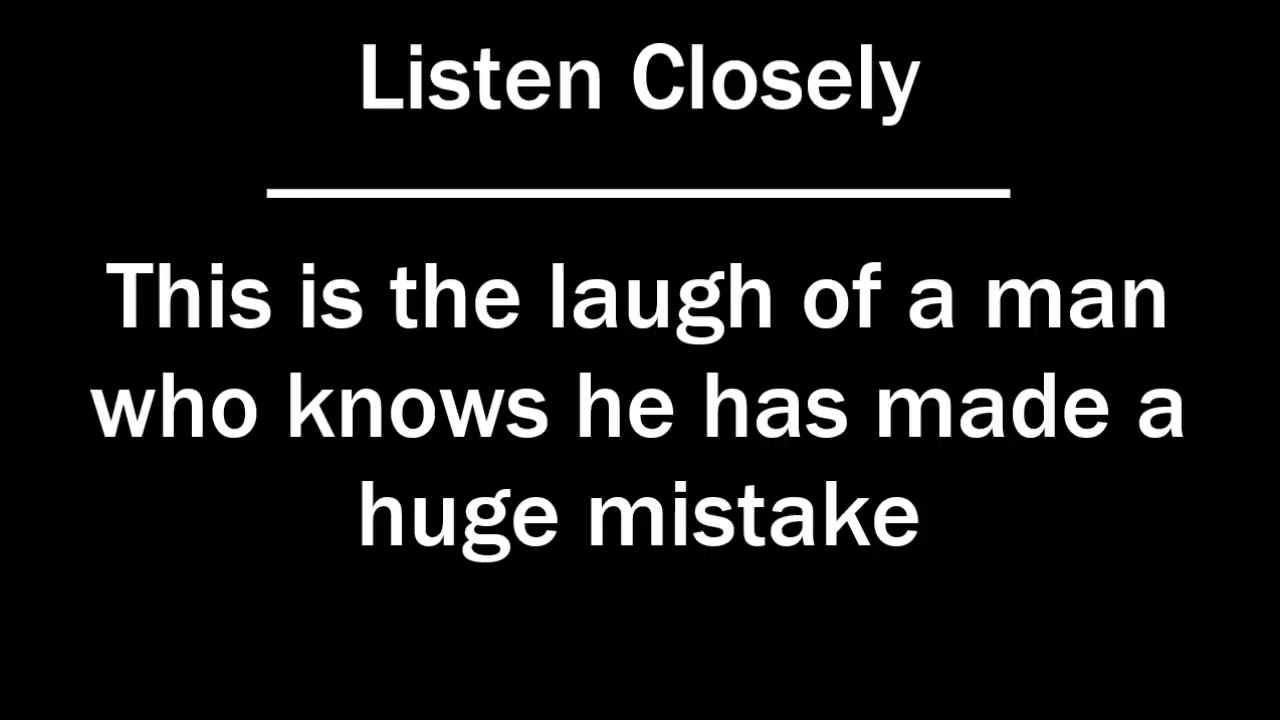 Listen Closely
This is the laugh of a man
who knows he has made a
huge mistake